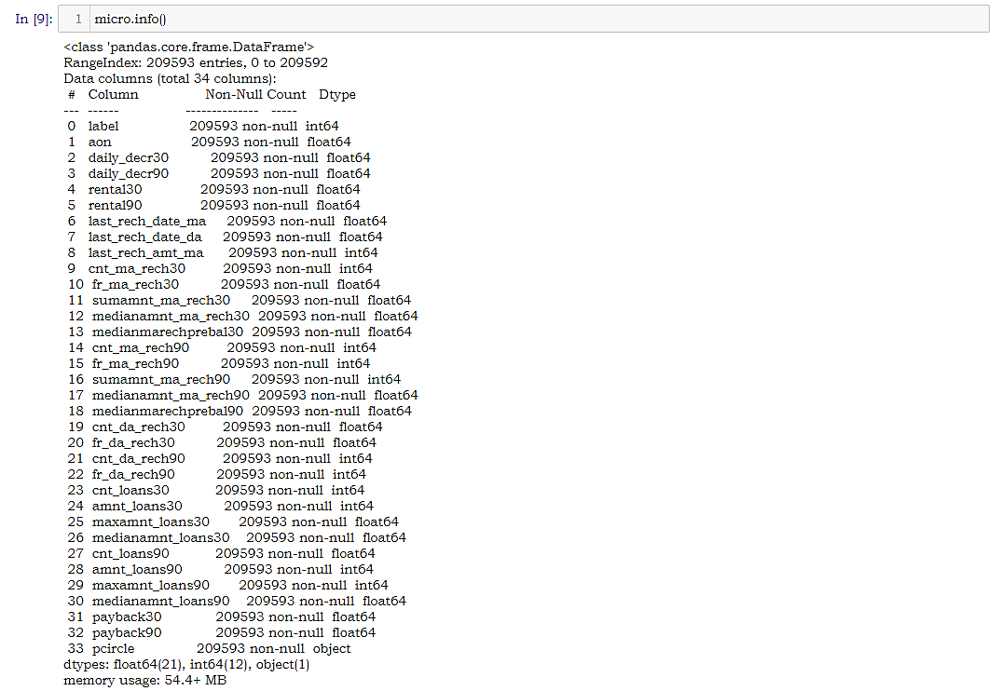 In [9]: 1 micro.info()
<class 'pandas.core.frame.DataFrame'>
RangeIndex: 209593 entries, 0 to 209592
Data columns (total 34 columns):
# Column Non-Null Count Dtype
--- ------ -------------- -----
0 label 209593 non-null int64
1 aon 209593 non-null float64
2 daily_decr30 209593 non-null float64
3 daily_decr90 209593 non-null float64
4 rental30 209593 non-null float64
5 rental90 209593 non-null float64
6 last_rech_date_ma 209593 non-null float64
7 last_rech_date_da 209593 non-null float64
8 last_rech_amt_ma 209593 non-null int64
9 cnt_ma_rech30 209593 non-null int64
10 fr_ma_rech30 209593 non-null float64
11 sumamnt_ma_rech30 209593 non-null float64
12 medianamnt_ma_rech30 209593 non-null float64
13 medianmarechprebal30 209593 non-null float64
14 cnt_ma_rech90 209593 non-null int64
15 fr_ma_rech90 209593 non-null int64
16 sumamnt_ma_rech90 209593 non-null int64
17 medianamnt_ma_rech90 209593 non-null float64
18 medianmarechprebal90 209593 non-null float64
19 cnt_da_rech30 209593 non-null float64
20 fr_da_rech30 209593 non-null float64
21 cnt_da_rech90 209593 non-null int64
22 fr_da_rech90 209593 non-null int64
23 cnt_loans30 209593 non-null int64
24 amnt_loans30 209593 non-null int64
25 maxamnt_loans30 209593 non-null float64
26 medianamnt_loans30 209593 non-null float64
27 cnt_loans90 209593 non-null float64
28 amnt_loans90 209593 non-null int64
29 maxamnt_loans90 209593 non-null int64
30 medianamnt_loans90 209593 non-null float64
31 payback30 209593 non-null float64
32 payback90 209593 non-null float64
33 pcircle 209593 non-null object
dtypes: float64(21), int64(12), object(1)
memory usage: 54.4+ MB